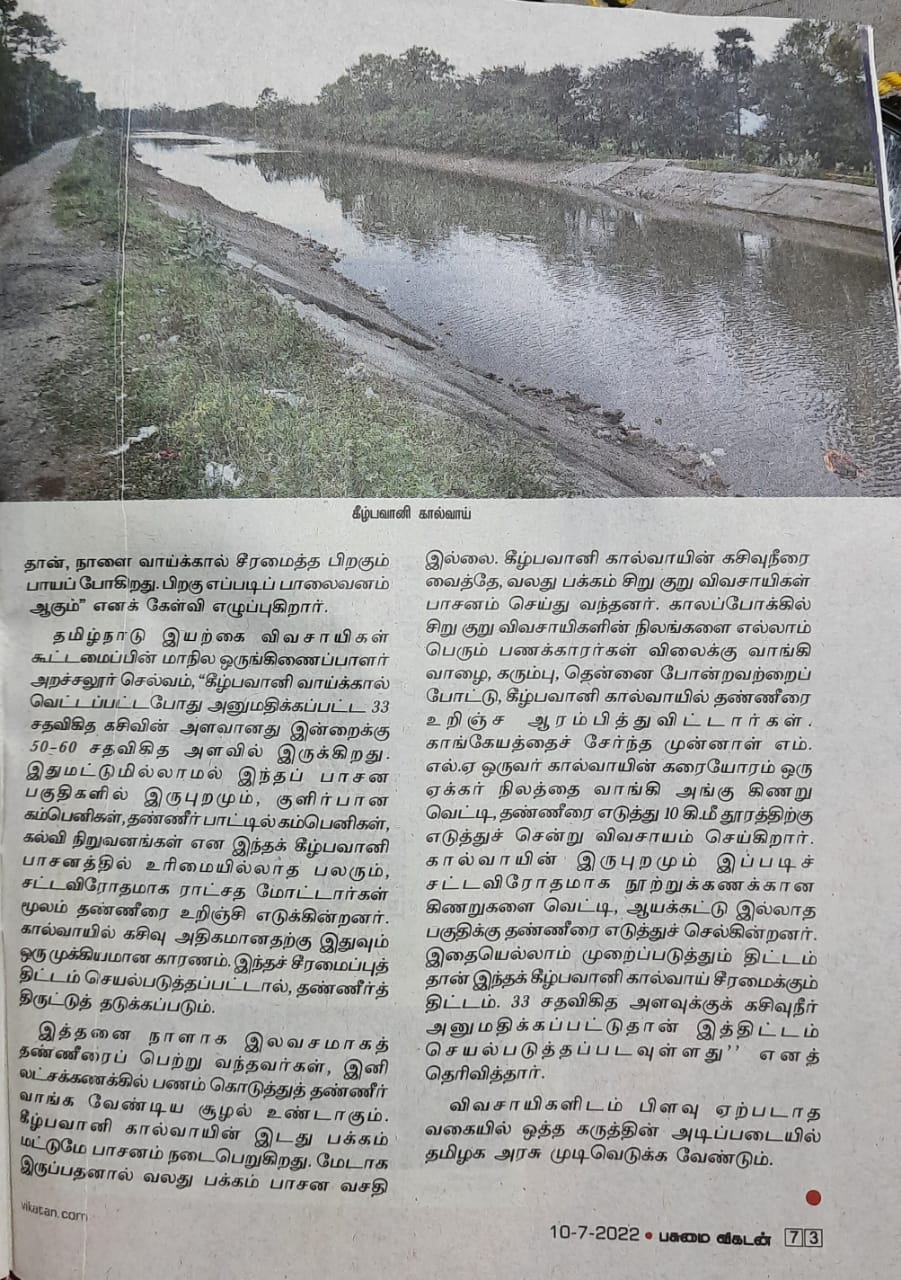 கீழ்பவானி கால்வாய்
தான், நாளை வாய்க்கால் சீரமைத்த பிறகும்
பாயப் போகிறது. பிறகு எப்படிப் பாலைவனம்
ஆகும்” எனக் கேள்வி எழுப்புகிறார்.
தமிழ்நாடு இயற்கை விவசாயிகள்
கூட்டமைப்பின் மாநில ஒருங்கிணைப்பாளர்
அறச்சலூர் செல்வம், “கீழ்பவானி வாய்க்கால்
வெட்டப்பட்டபோது அனுமதிக்கப்பட்ட 33
சதவிகித கசிவின் அளவானது இன்றைக்கு
50-60 சதவிகித அளவில் இருக்கிறது.
இதுமட்டுமில்லாமல் இந்தப் பாசன
பகுதிகளில் இருபுறமும், குளிர்பான
கம்பெனிகள், தண்ணீர் பாட்டில் கம்பெனிகள்,
கல்வி நிறுவனங்கள் என இந்தக் கீழ்பவானி
பாசனத்தில் உரிமையில்லாத பலரும்,
சட்டவிரோதமாக ராட்சத மோட்டார்கள்
மூலம் தண்ணீரை உறிஞ்சி எடுக்கின்றனர்.
கால்வாயில் கசிவு அதிகமானதற்கு இதுவும்
ஒரு முக்கியமான காரணம். இந்தச் சீரமைப்புத்
திட்டம் செயல்படுத்தப்பட்டால், தண்ணீர்த்
திருட்டுத் தடுக்கப்படும்.
இத்தனை நாளாக இலவசமாகத்
தண்ணீரைப் பெற்று வந்தவர்கள், இனி
லட்சக்கணக்கில் பணம் கொடுத்துத் தண்ணீர்
வாங்க வேண்டிய சூழல் உண்டாகும்.
கீழ்பவானி கால்வாயின் இடது பக்கம்
மட்டுமே பாசனம் நடைபெறுகிறது. மேடாக
இருப்பதனால் வலது பக்கம் பாசன வசதி
இல்லை. கீழ்பவானி கால்வாயின் கசிவுநீரை
வைத்தே, வலது பக்கம் சிறு குறு விவசாயிகள்
பாசனம் செய்து வந்தனர். காலப்போக்கில்
சிறு குறு விவசாயிகளின் நிலங்களை எல்லாம்
பெரும் பணக்காரர்கள் விலைக்கு வாங்கி
வாழை, கரும்பு, தென்னை போன்றவற்றைப்
போட்டு, கீழ்பவானி கால்வாயில் தண்ணீரை
உறிஞ்ச ஆரம்பித்துவிட்டார்கள்.
காங்கேயத்தைச் சேர்ந்த முன்னாள் எம்.
எல்.ஏ ஒருவர் கால்வாயின் கரையோரம் ஒரு
ஏக்கர் நிலத்தை வாங்கி அங்கு கிணறு
வெட்டி, தண்ணீரை எடுத்து 10 கி.மீ தூரத்திற்கு
எடுத்துச் சென்று விவசாயம் செய்கிறார்.
கால்வாயின் இருபுறமும் இப்படிச்
சட்டவிரோதமாக நூற்றுக்கணக்கான
கிணறுகளை வெட்டி, ஆயக்கட்டு இல்லாத
பகுதிக்கு தண்ணீரை எடுத்துச் செல்கின்றனர்.
இதையெல்லாம் முறைப்படுத்தும் திட்டம்
தான் இந்தக் கீழ்பவானி கால்வாய் சீரமைக்கும்
திட்டம். 33 சதவிகித அளவுக்குக் கசிவுநீர்
அனுமதிக்கப்பட்டுதான் இத்திட்டம்
செயல்படுத்தப்படவுள்ளது’’ எனத்
தெரிவித்தார்.
விவசாயிகளிடம் பிளவு ஏற்படாத
வகையில் ஒத்த கருத்தின் அடிப்படையில்
தமிழக அரசு முடிவெடுக்க வேண்டும்.
vikatan.com
10-7-2022 • பசுமை விகடன் 73